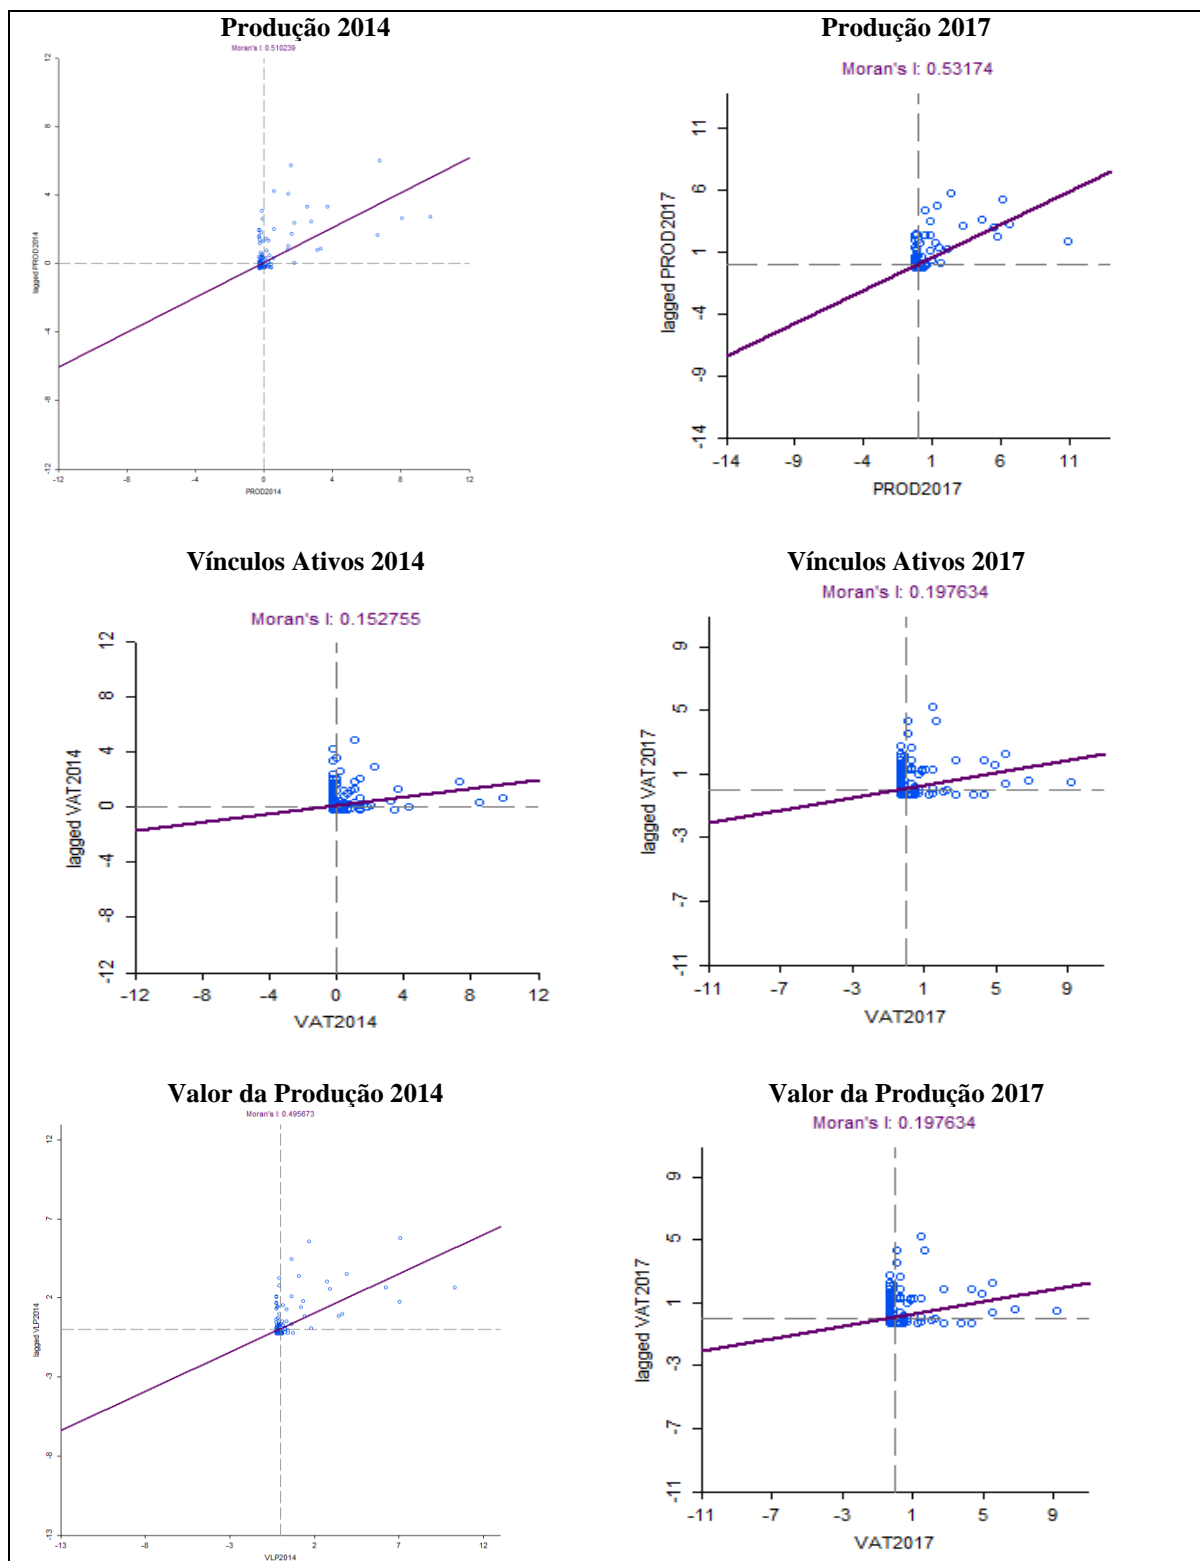 Produção 2014
Moran's I: 0.510239
12
8
4
0
-4
-8
-12
lagged PROD2014
-12 -8 -4 0 4 8 12
PROD2014
Produção 2017
Moran's I: 0.53174
11
6
1
-4
-9
-14
lagged PROD2017
-14 -9 -4 1 6 11
PROD2017
Vínculos Ativos 2014
Moran's I: 0.152755
12
8
4
0
-4
-8
-12
lagged VAT2014
-12 -8 -4 0 4 8 12
VAT2014
Vínculos Ativos 2017
Moran's I: 0.197634
9
5
1
-3
-7
-11
lagged VAT2017
-11 -7 -3 1 5 9
VAT2017
Valor da Produção 2014
Moran's I: 0.495673
12
7
2
-3
-8
-13
lagged VLP2014
-13 -8 -3 2 7 12
VLP2014
Valor da Produção 2017
Moran's I: 0.197634
9
5
1
-3
-7
-11
lagged VAT2017
-11 -7 -3 1 5 9
VAT2017